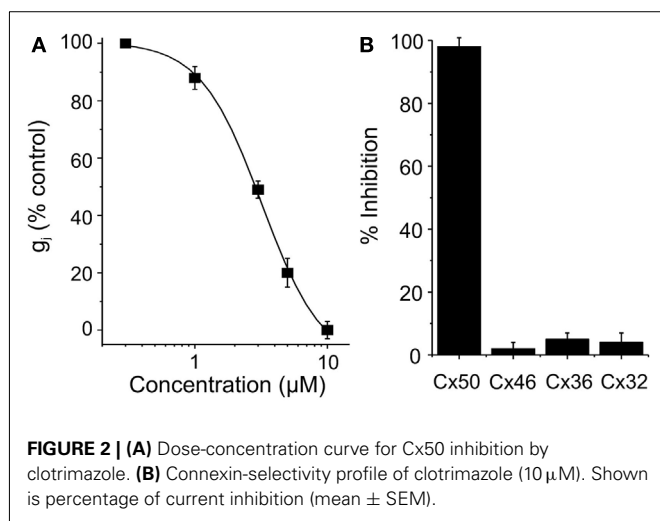 A
100
80
60
40
20
0
gj (% control)
1
10
Concentration (µM)
B
100
80
60
40
20
0
% Inhibition
Cx50 Cx46 Cx36 Cx32
FIGURE 2 | (A) Dose-concentration curve for Cx50 inhibition by
clotrimazole. (B) Connexin-selectivity profile of clotrimazole (10 µM). Shown
is percentage of current inhibition (mean ± SEM).